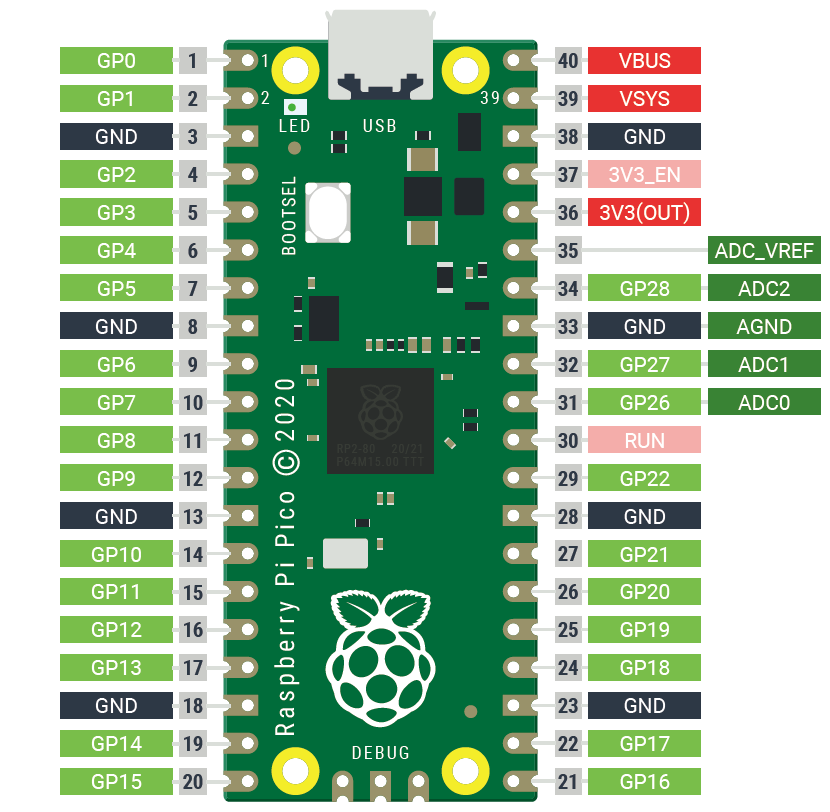 GP0 1 1 40 VBUS
GP1 2 2 39 39 VSYS
LED USB
GND 3 38 GND
GP2 4 37 3V3_EN
GP3 5 BOOTSEL 36 3V3(OUT)
GP4 6 35 ADC_VREF
GP5 7 34 GP28 ADC2
GND 8 33 GND AGND
GP6 9 32 GP27 ADC1
GP7 10 31 GP26 ADC0
GP8 11 30 RUN
RP2-80 20/21
P64M15.00 TTT
GP9 12 29 GP22
GND 13 28 GND
GP10 14 27 GP21
GP11 15 26 GP20
Raspberry Pi Pico ©2020
GP12 16 25 GP19
GP13 17 24 GP18
GND 18 23 GND
GP14 19 22 GP17
DEBUG
GP15 20 21 GP16